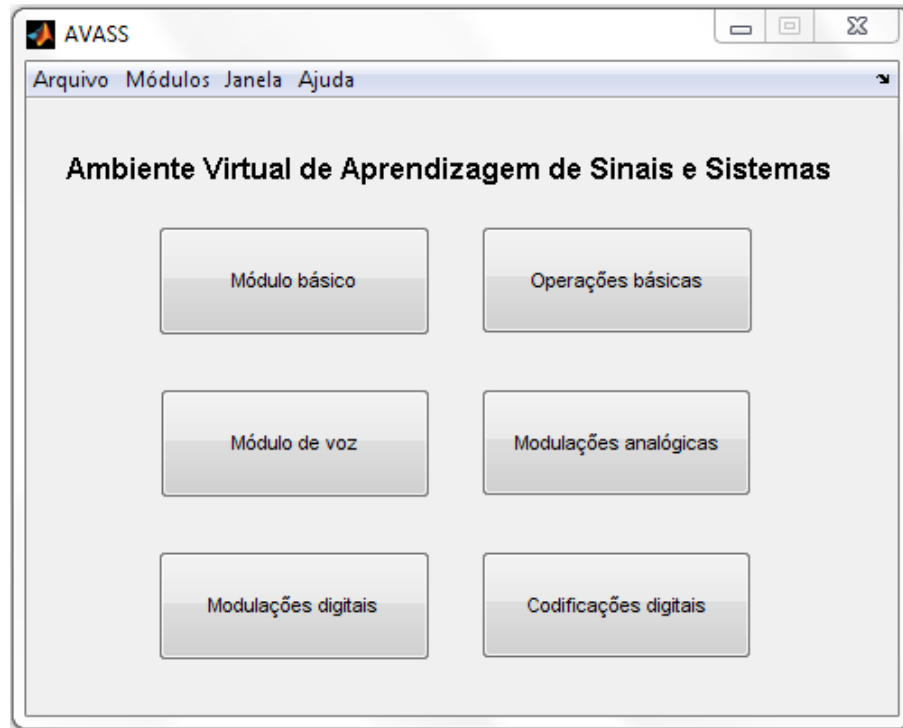 AVASS
Arquivo Módulos Janela Ajuda
Ambiente Virtual de Aprendizagem de Sinais e Sistemas
Módulo básico
Operações básicas
Módulo de voz
Modulações analógicas
Modulações digitais
Codificações digitais